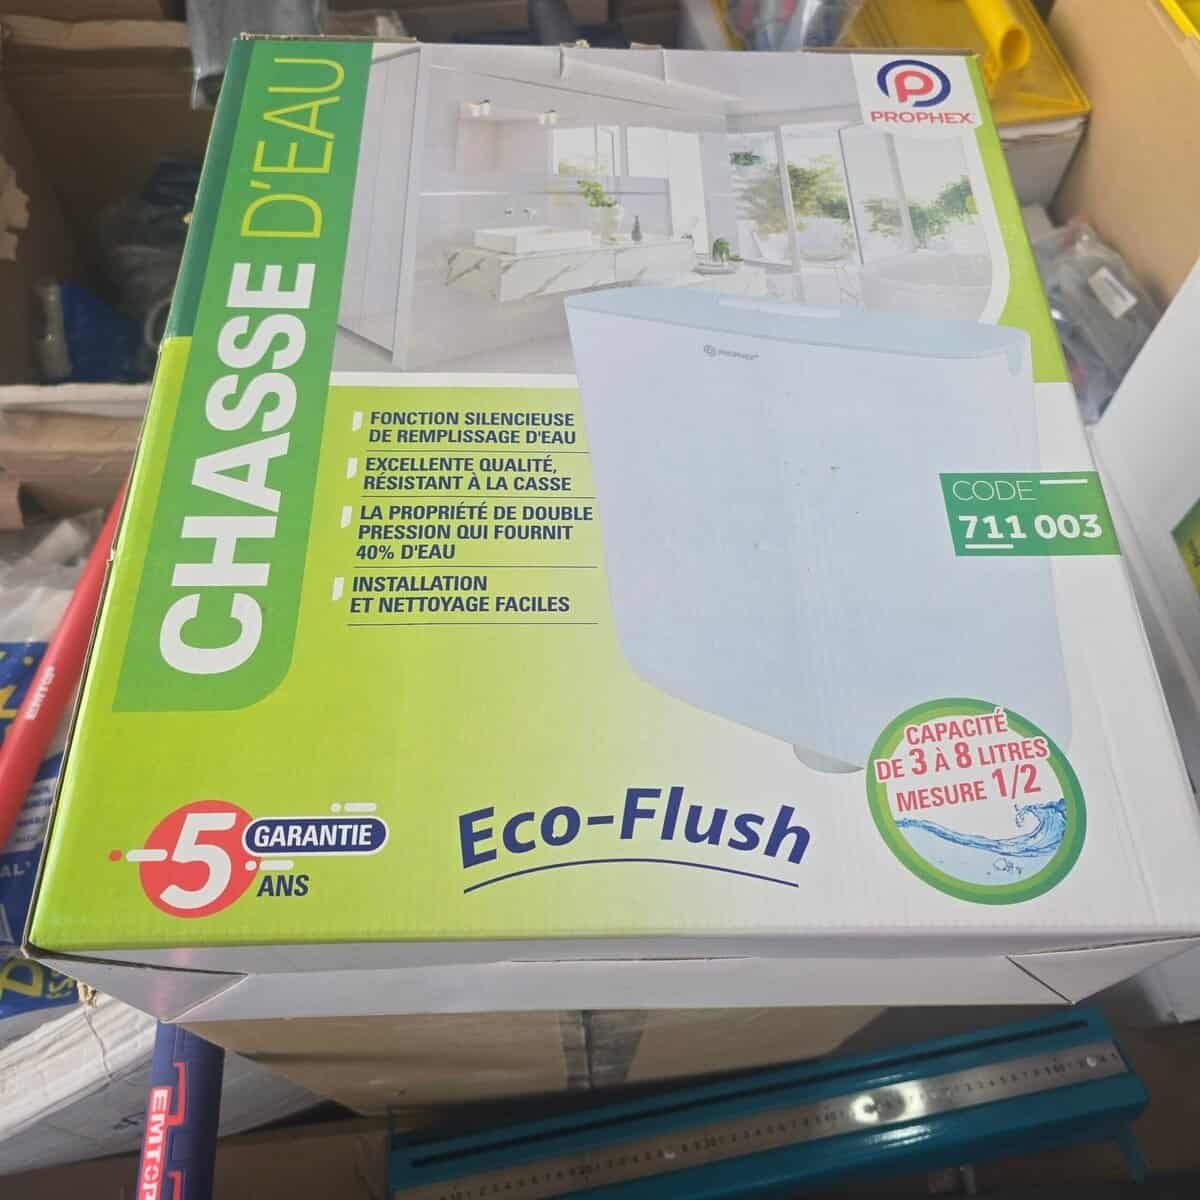 PROPHEX
CHASSE D'EAU
PROPHEX
FONCTION SILENCIEUSE
DE REMPLISSAGE D'EAU
EXCELLENTE QUALITÉ,
RÉSISTANT À LA CASSE
LA PROPRIÉTÉ DE DOUBLE
PRESSION QUI FOURNIT
40% D'EAU
INSTALLATION
ET NETTOYAGE FACILES
CODE
711 003
CAPACITÉ
DE 3 À 8 LITRES
MESURE 1/2
5
GARANTIE
ANS
Eco-Flush
EMTOP
EMTOP